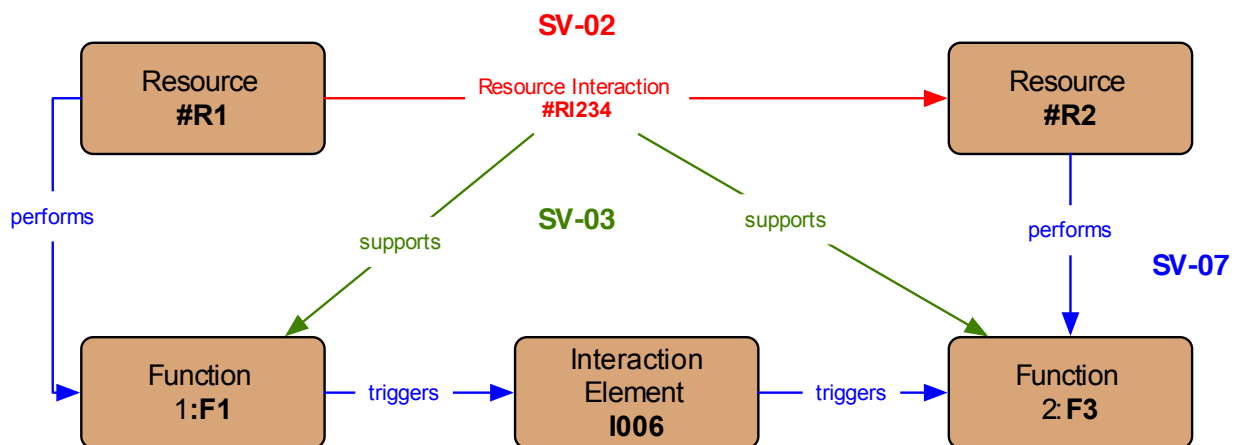 SV-02
Resource
#R1
Resource Interaction
#RI234
Resource
#R2
performs
supports
SV-03
supports
performs
SV-07
Function
1:F1
triggers
Interaction
Element
I006
triggers
Function
2: F3